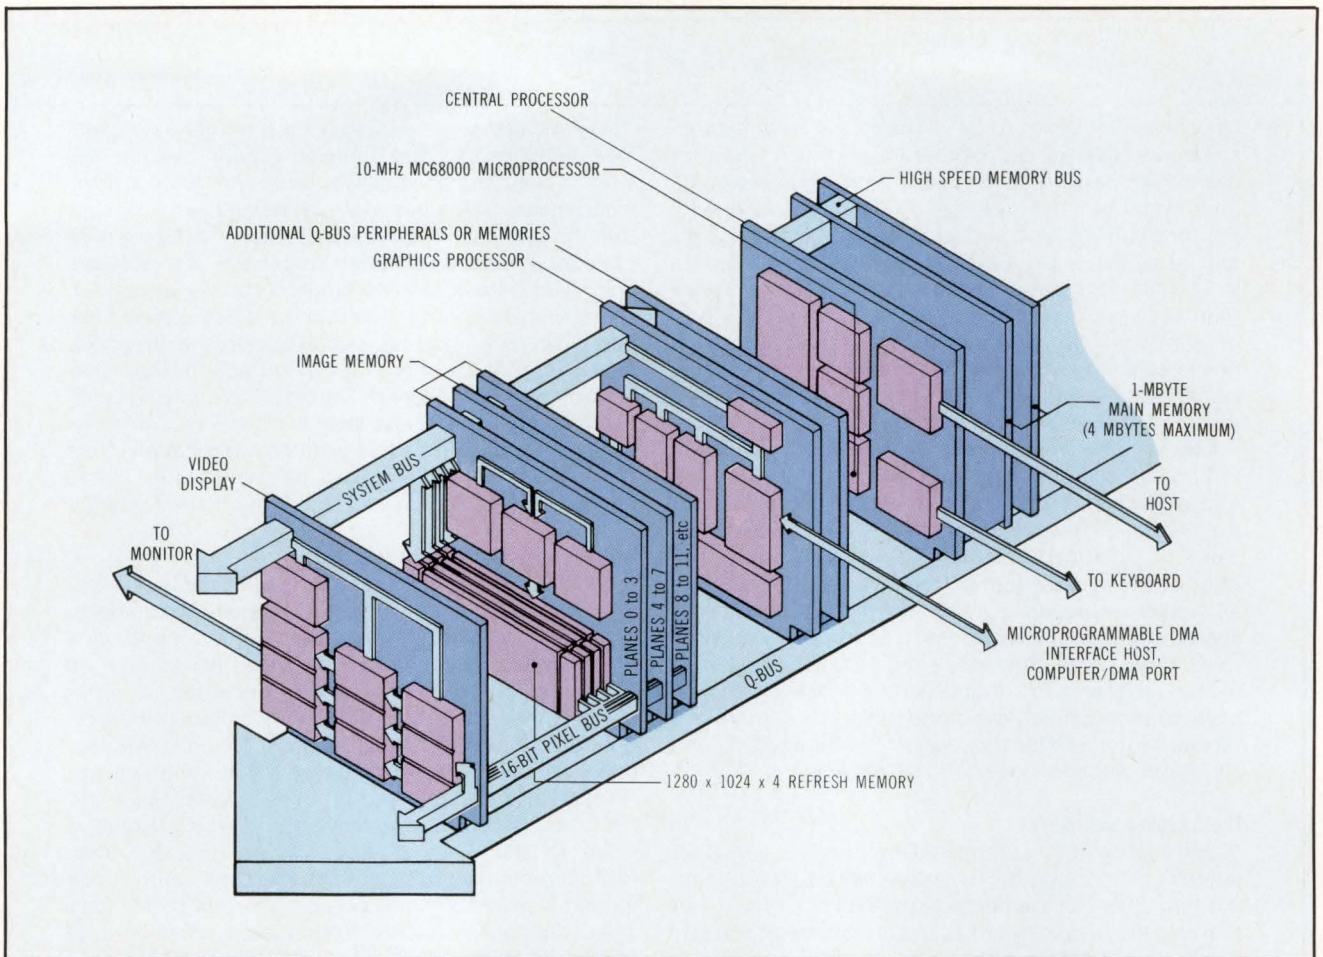 CENTRAL PROCESSOR
10-MHz MC68000 MICROPROCESSOR
HIGH SPEED MEMORY BUS
ADDITIONAL Q-BUS PERIPHERALS OR MEMORIES
GRAPHICS PROCESSOR
IMAGE MEMORY
1-MBYTE
MAIN MEMORY
(4 MBYTES MAXIMUM)
VIDEO
DISPLAY
SYSTEM BUS
TO
HOST
TO
MONITOR
TO KEYBOARD
PLANES 0 to 3
PLANES 4 to 7
PLANES 8 to 11, etc
MICROPROGRAMMABLE DMA
INTERFACE HOST,
COMPUTER/DMA PORT
Q-BUS
16-BIT PIXEL BUS
1280 x 1024 x 4 REFRESH MEMORY